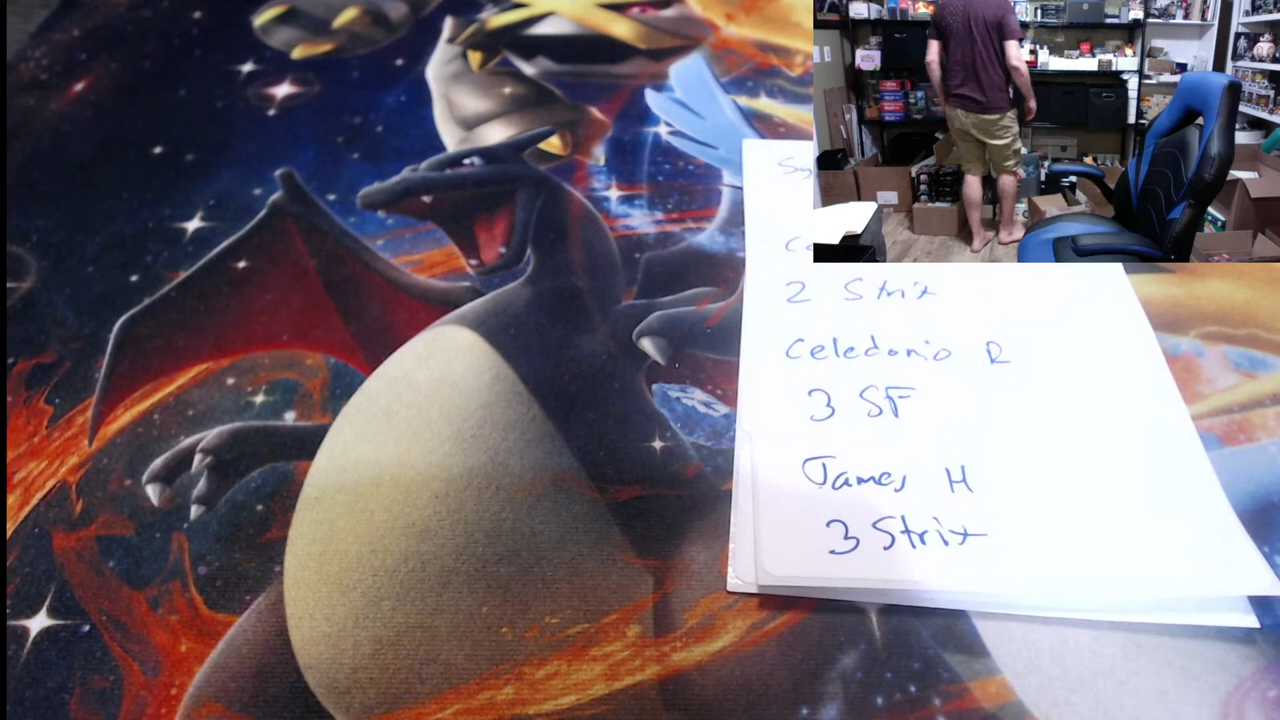 2 Strix
Celedonio R
3 SF
James H
3 Strix